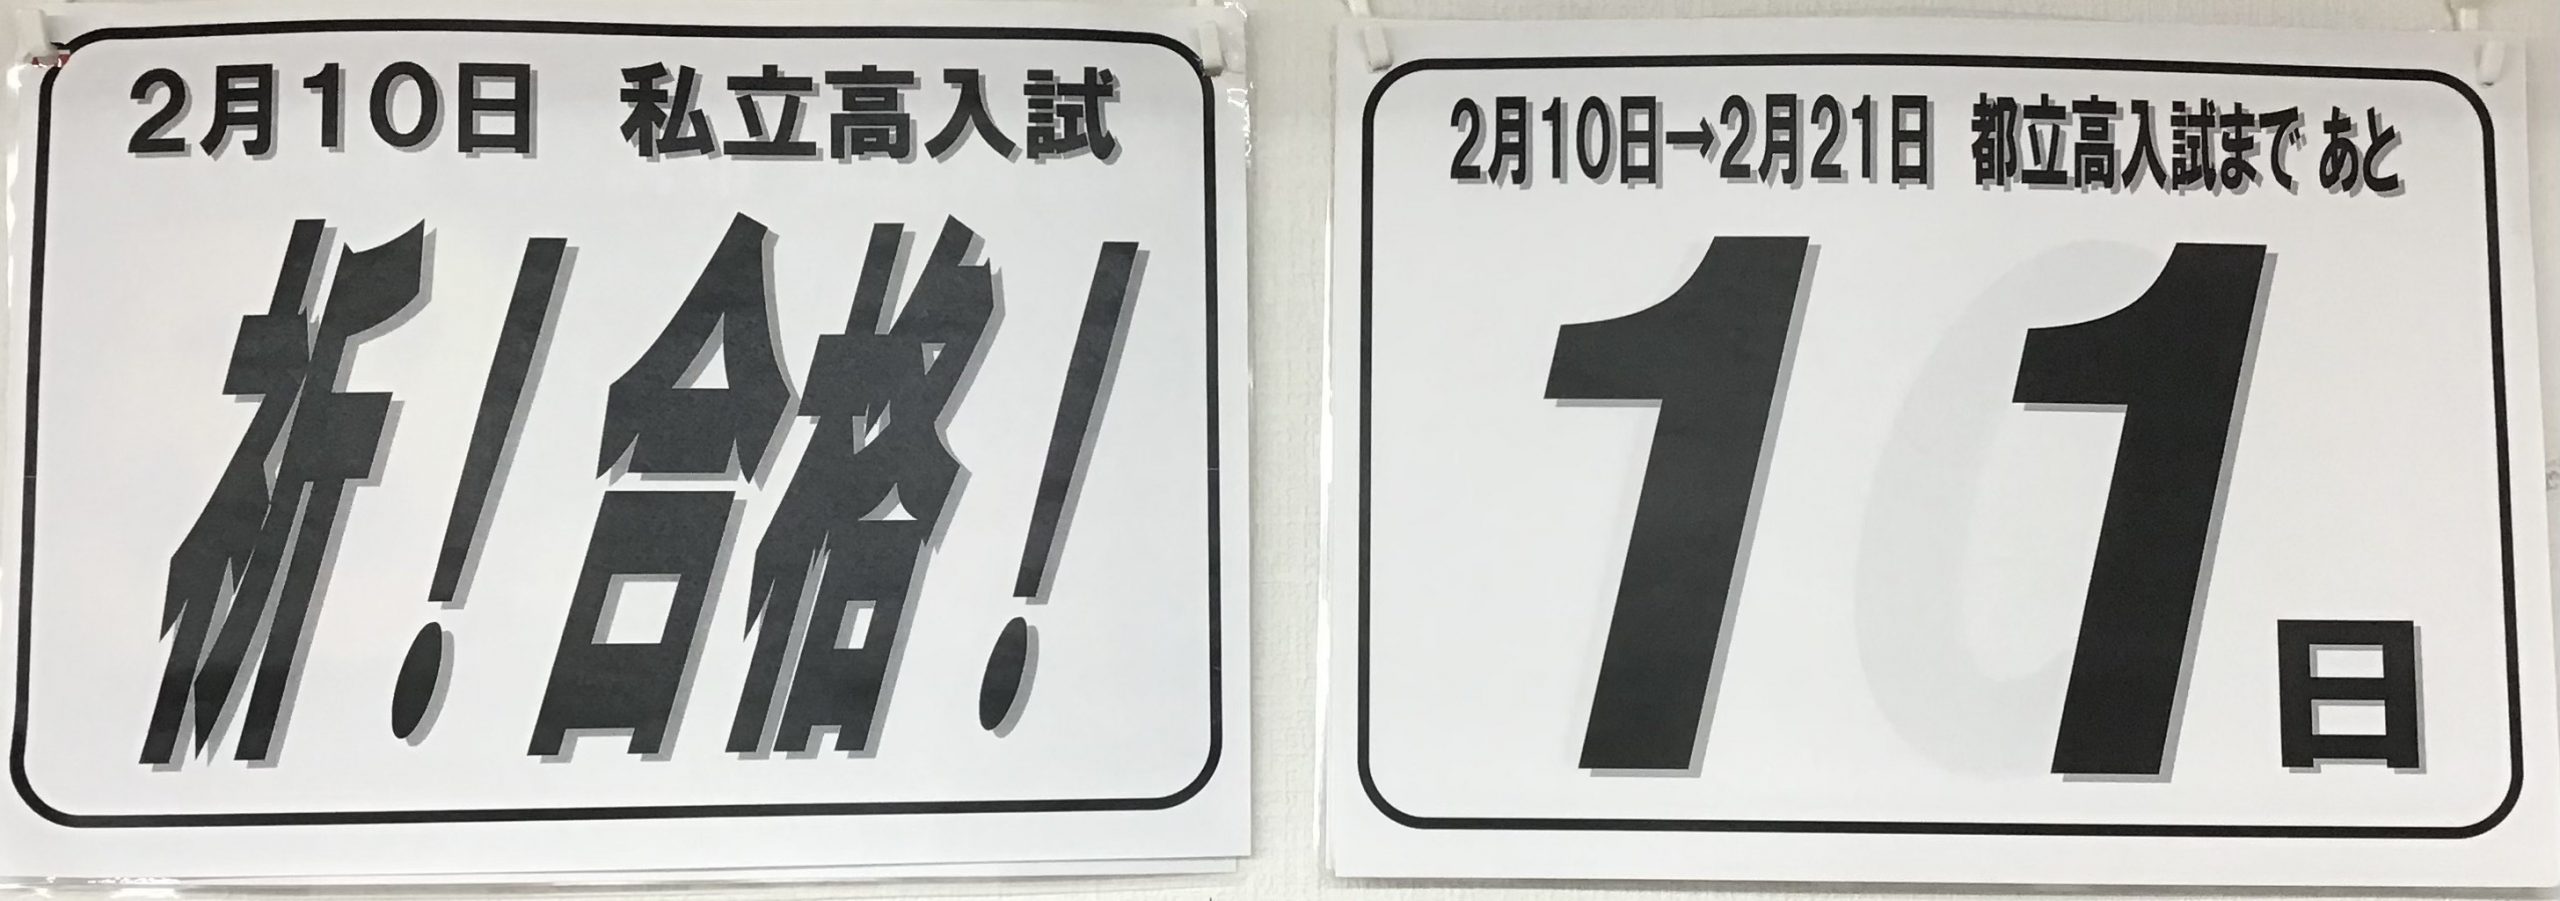 2月10日 私立高入試
祈！合格！
2月10日→2月21日 都立高入試まで あと
11日